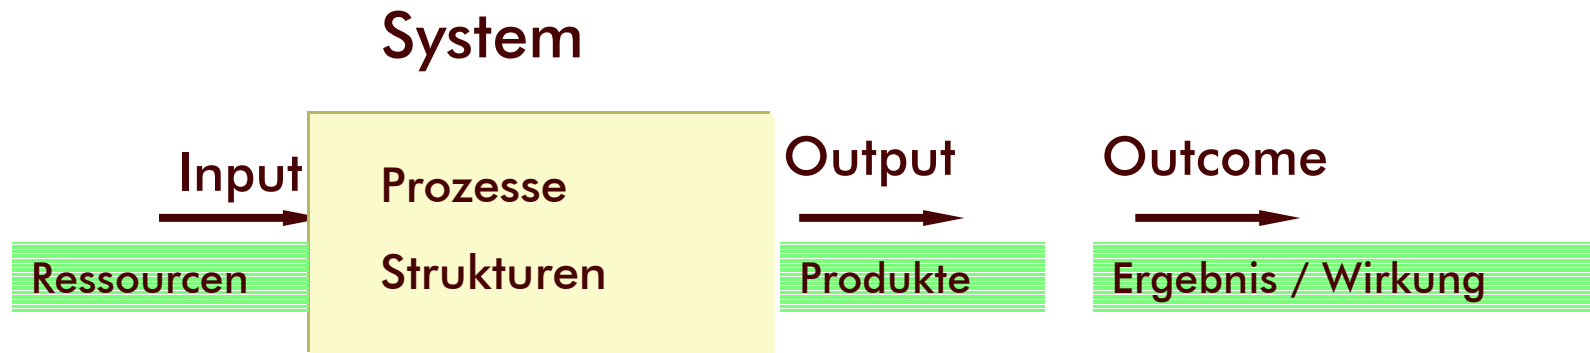 System
Input
Prozesse
Output
Outcome
Ressourcen
Strukturen
Produkte
Ergebnis / Wirkung